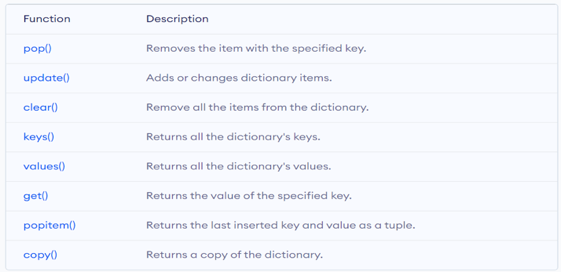 Function Description
pop() Removes the item with the specified key.
update() Adds or changes dictionary items.
clear() Remove all the items from the dictionary.
keys() Returns all the dictionary's keys.
values() Returns all the dictionary's values.
get() Returns the value of the specified key.
popitem() Returns the last inserted key and value as a tuple.
copy() Returns a copy of the dictionary.